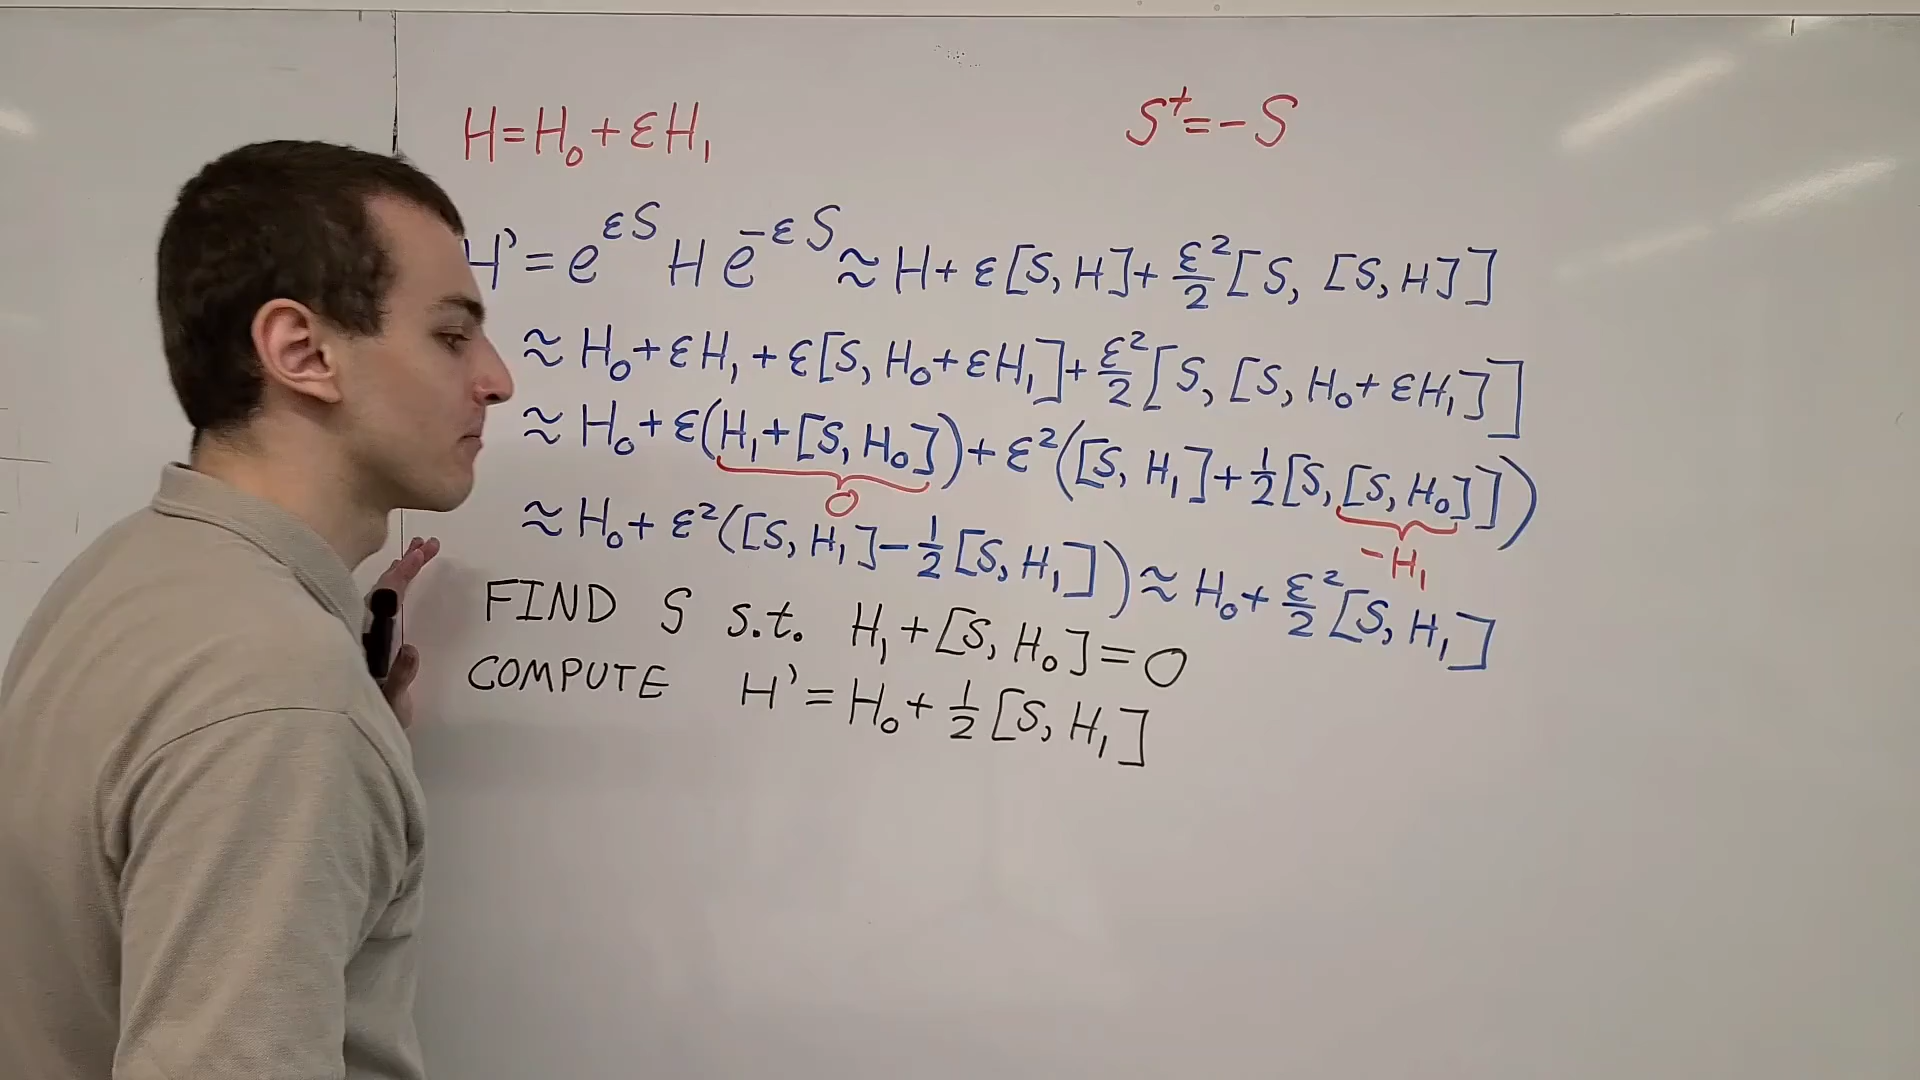 H=H₀+εH₁
S†=-S
H'=e^{εS} H e^{-εS} ≈ H+ ε[S, H]+ ε²/2[S, [S,H]]
≈ H₀+εH₁+ε[S, H₀+εH₁]+ε²/2[S, [S, H₀+εH₁]]
≈ H₀+ε(H₁+[S,H₀])+ε²([S, H₁]+1/2[S,[S,H₀]])
0
≈ H₀+ ε²([S, H₁]-1/2[S, H₁])≈ H₀+ ε²/2[S, H₁]
-H₁
FIND S s.t. H₁+[S, H₀]=0
COMPUTE H'=H₀+1/2[S, H₁]